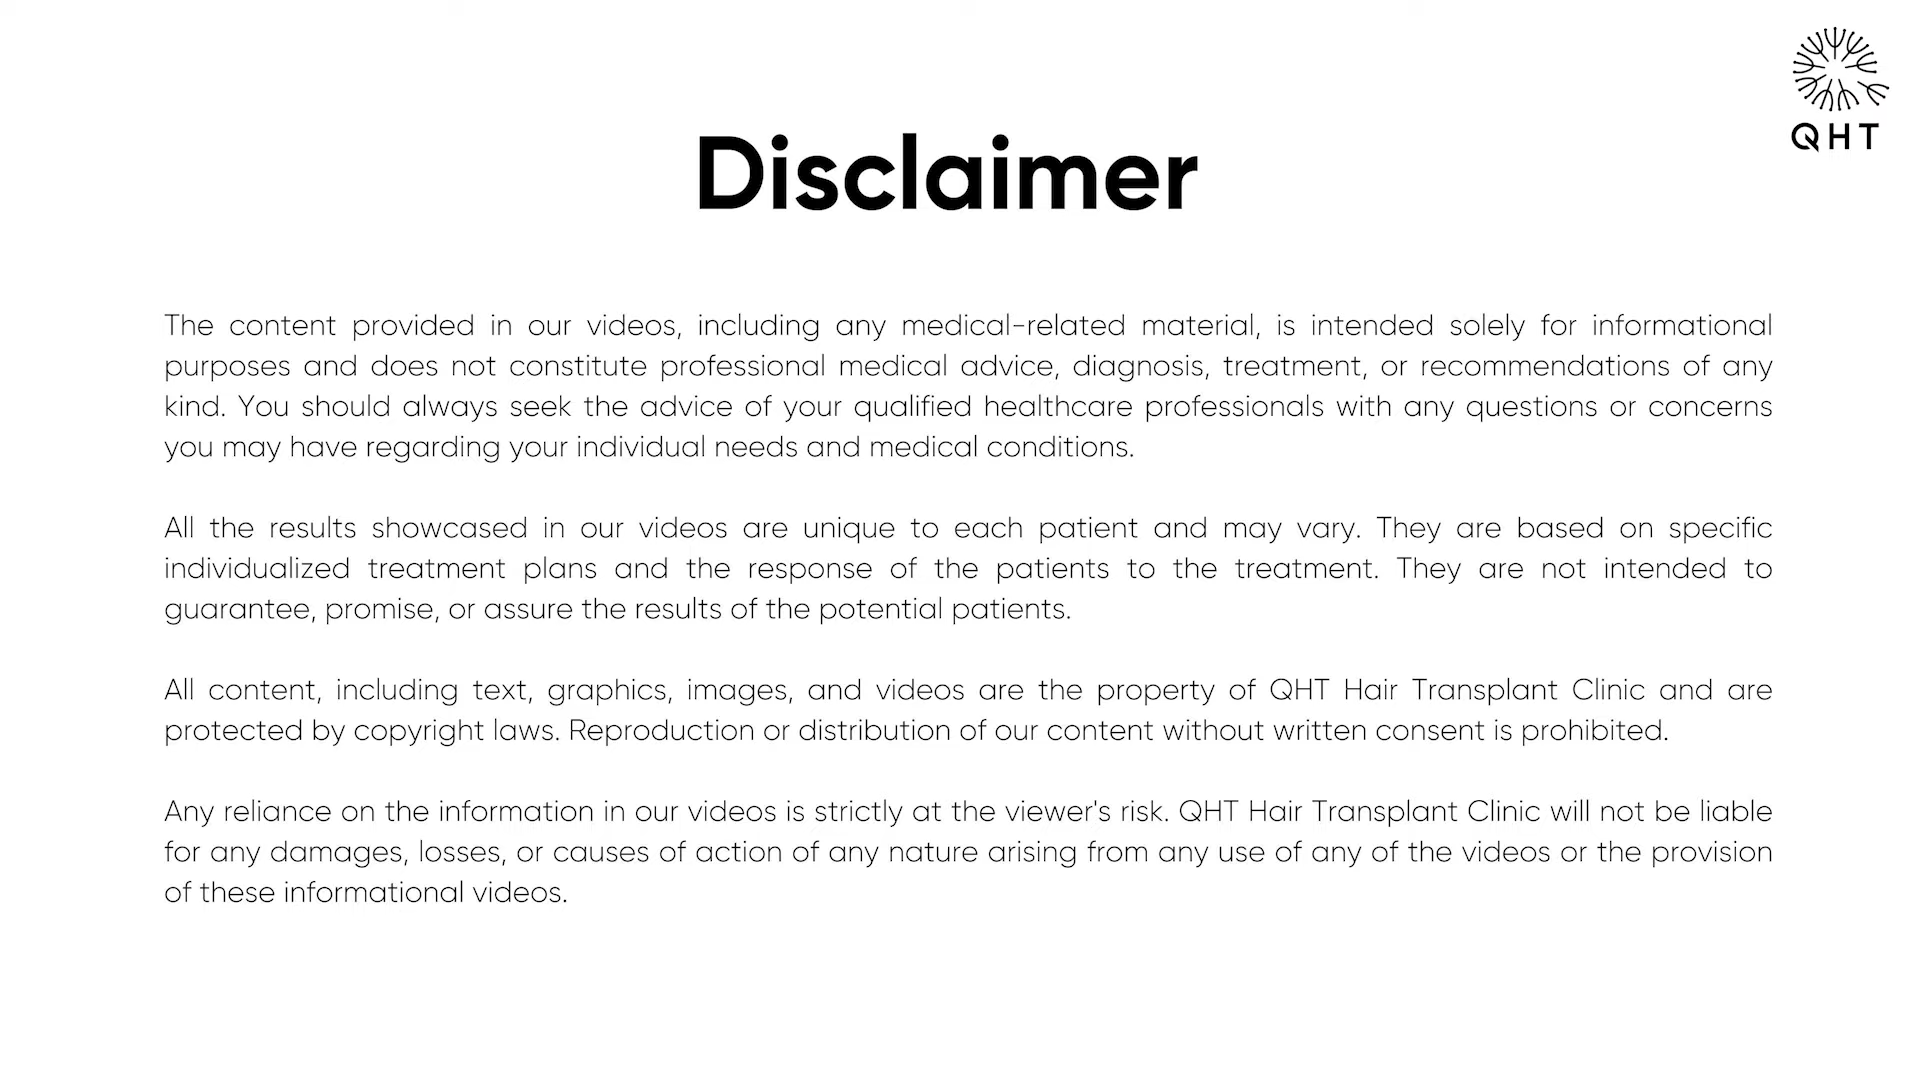 QHT
Disclaimer
The content provided in our videos, including any medical-related material, is intended solely for informational
purposes and does not constitute professional medical advice, diagnosis, treatment, or recommendations of any
kind. You should always seek the advice of your qualified healthcare professionals with any questions or concerns
you may have regarding your individual needs and medical conditions.
All the results showcased in our videos are unique to each patient and may vary. They are based on specific
individualized treatment plans and the response of the patients to the treatment. They are not intended to
guarantee, promise, or assure the results of the potential patients.
All content, including text, graphics, images, and videos are the property of QHT Hair Transplant Clinic and are
protected by copyright laws. Reproduction or distribution of our content without written consent is prohibited.
Any reliance on the information in our videos is strictly at the viewer's risk. QHT Hair Transplant Clinic will not be liable
for any damages, losses, or causes of action of any nature arising from any use of any of the videos or the provision
of these informational videos.